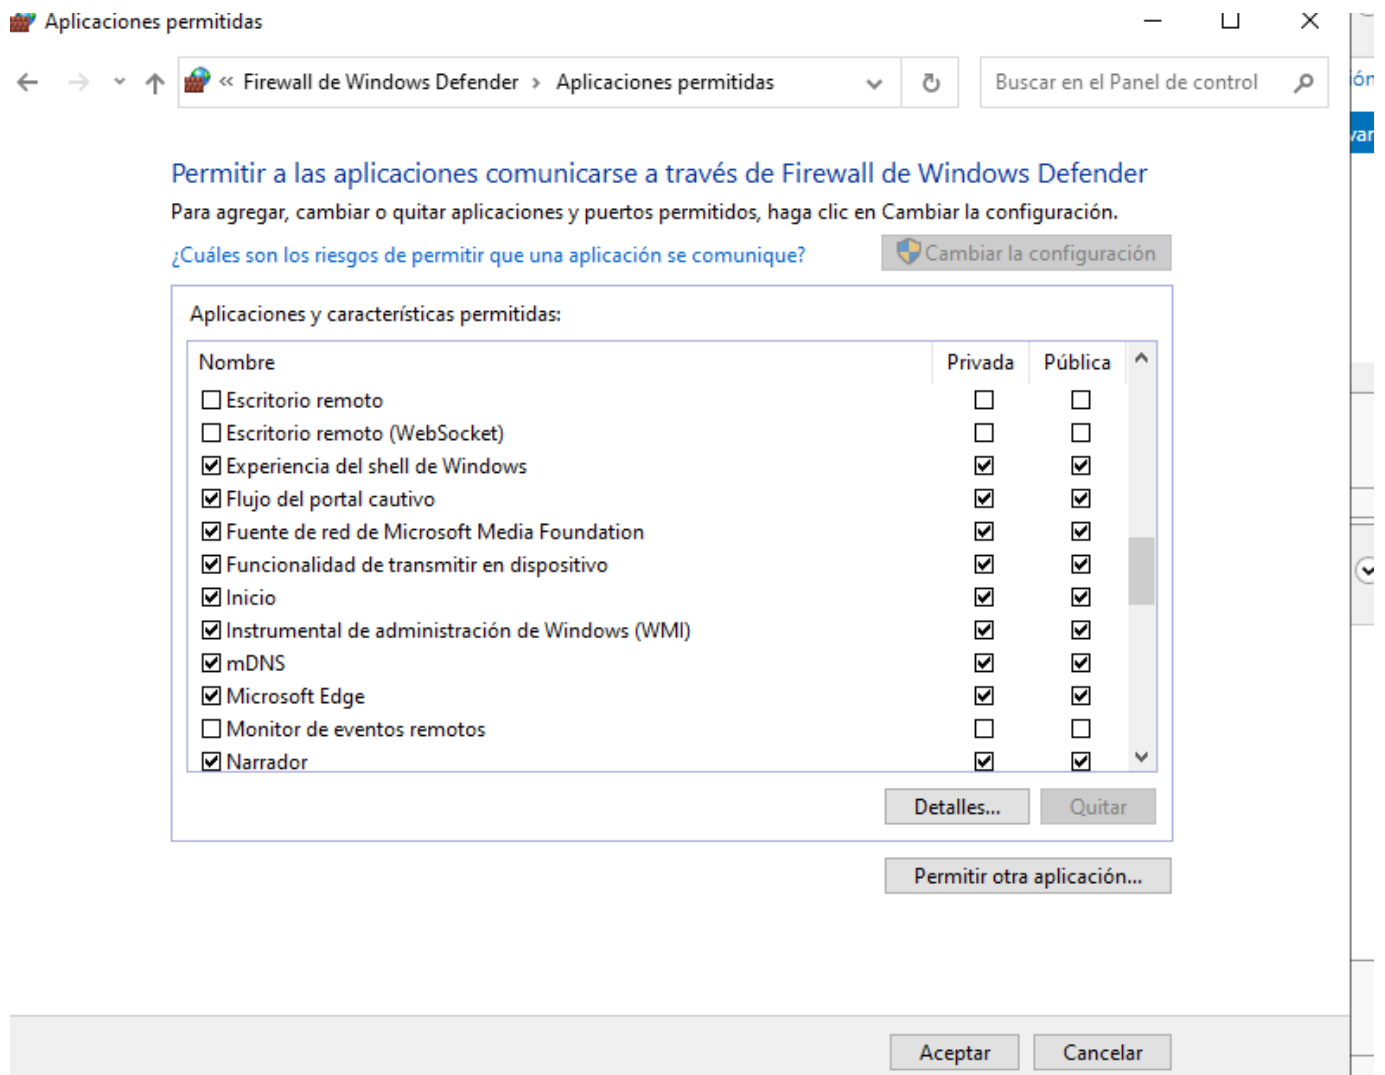 Aplicaciones permitidas
« Firewall de Windows Defender > Aplicaciones permitidas
Buscar en el Panel de control
Permitir a las aplicaciones comunicarse a través de Firewall de Windows Defender
Para agregar, cambiar o quitar aplicaciones y puertos permitidos, haga clic en Cambiar la configuración.
¿Cuáles son los riesgos de permitir que una aplicación se comunique?
Cambiar la configuración
Aplicaciones y características permitidas:
Nombre Privada Pública
Escritorio remoto
Escritorio remoto (WebSocket)
Experiencia del shell de Windows
Flujo del portal cautivo
Fuente de red de Microsoft Media Foundation
Funcionalidad de transmitir en dispositivo
Inicio
Instrumental de administración de Windows (WMI)
mDNS
Microsoft Edge
Monitor de eventos remotos
Narrador
Detalles...
Quitar
Permitir otra aplicación...
Aceptar
Cancelar